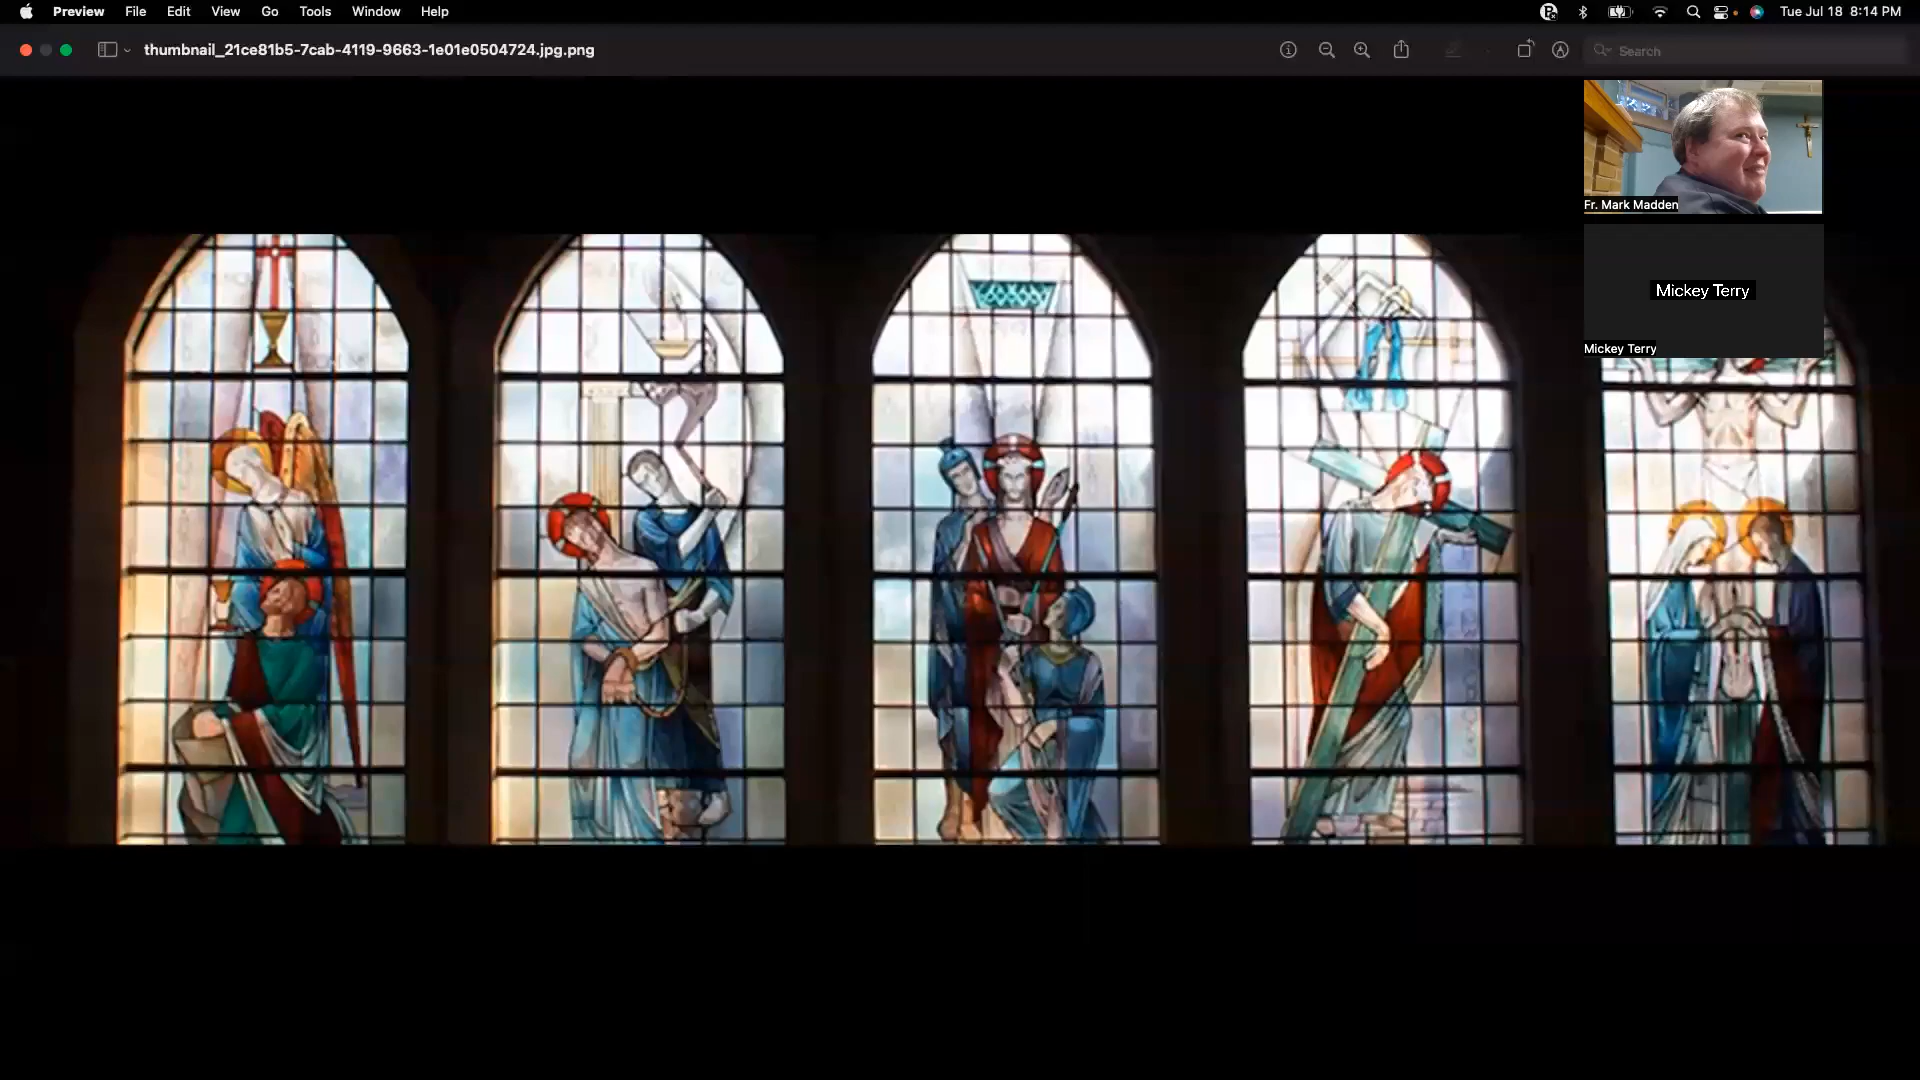 Preview File Edit View Go Tools Window Help Tue Jul 18 8:14 PM
thumbnail_21ce81b5-7cab-4119-9663-1e01e0504724.jpg.png Search
Fr. Mark Madden
Mickey Terry
Mickey Terry